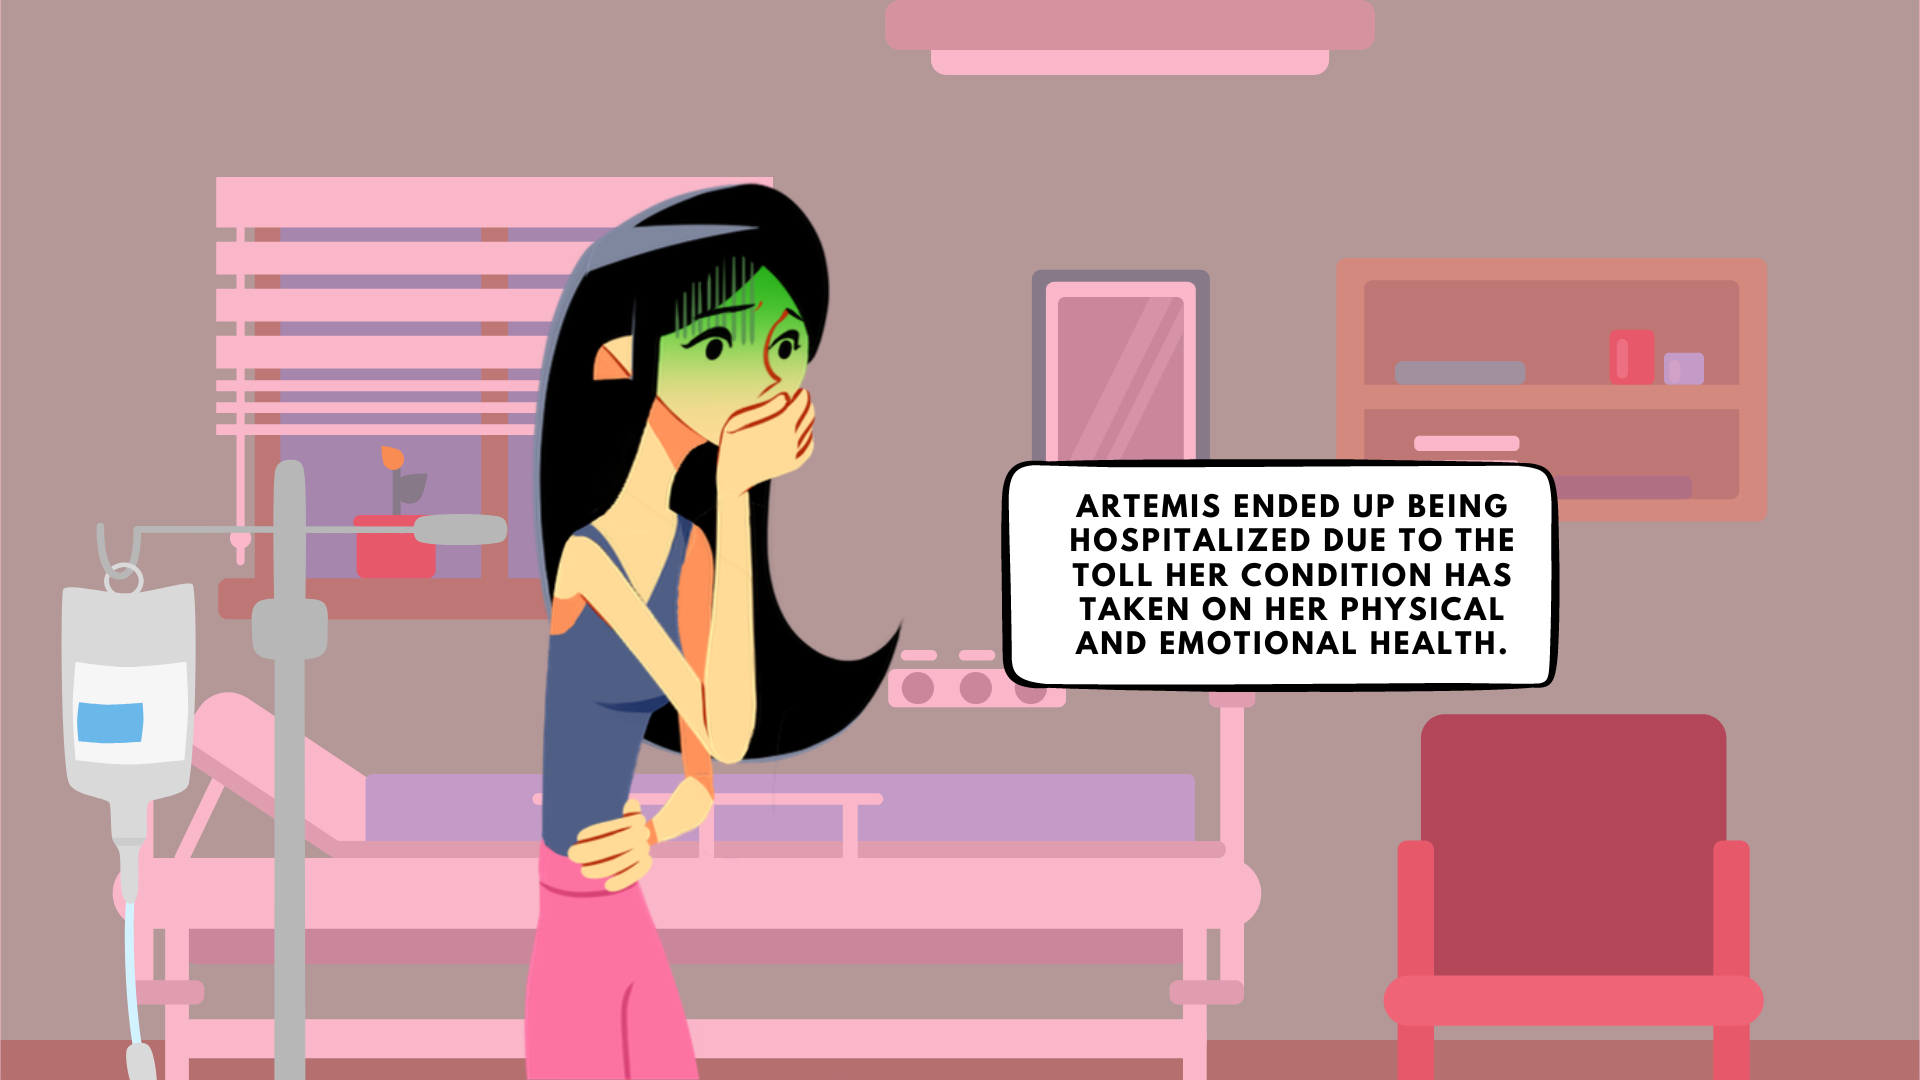 ARTEMIS ENDED UP BEING
HOSPITALIZED DUE TO THE
TOLL HER CONDITION HAS
TAKEN ON HER PHYSICAL
AND EMOTIONAL HEALTH.